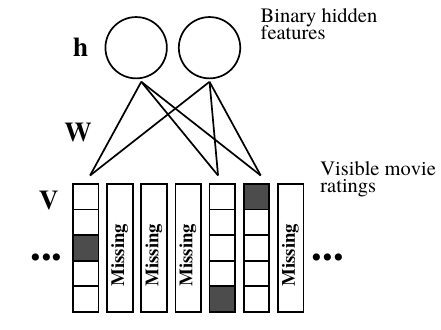 Binary hidden
features
h
W
Visible movie
ratings
V
Missing
Missing
Missing
Missing